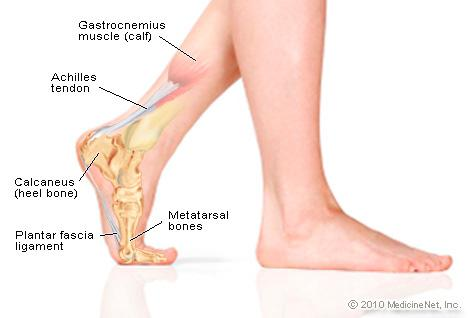 Gastrocnemius
muscle (calf)
Achilles
tendon
Calcaneus
(heel bone)
Plantar fascia
ligament
Metatarsal
bones
© 2010 MedicineNet, Inc.